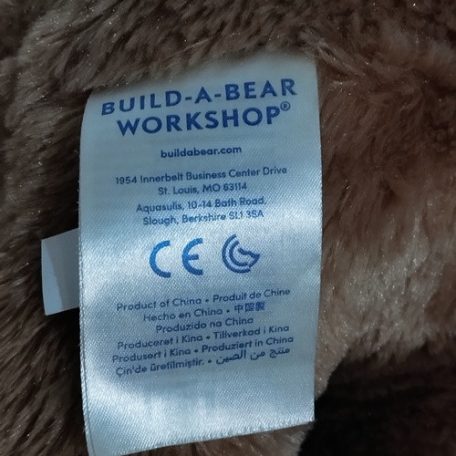 BUILD-A-BEAR
WORKSHOP®
buildabear.com
1954 Innerbelt Business Center Drive
St. Louis, MO 63114
Aquasulis, 10-14 Bath Road,
Slough, Berkshire SL1 3SA
CE
Product of China • Produit de Chine
Hecho en China • 中国製
Produzido na China
Produceret i Kina • Tillverkad i Kina
Produsert i Kina • Produziert in China
Çin'de üretilmiştir. • منتج من الصين